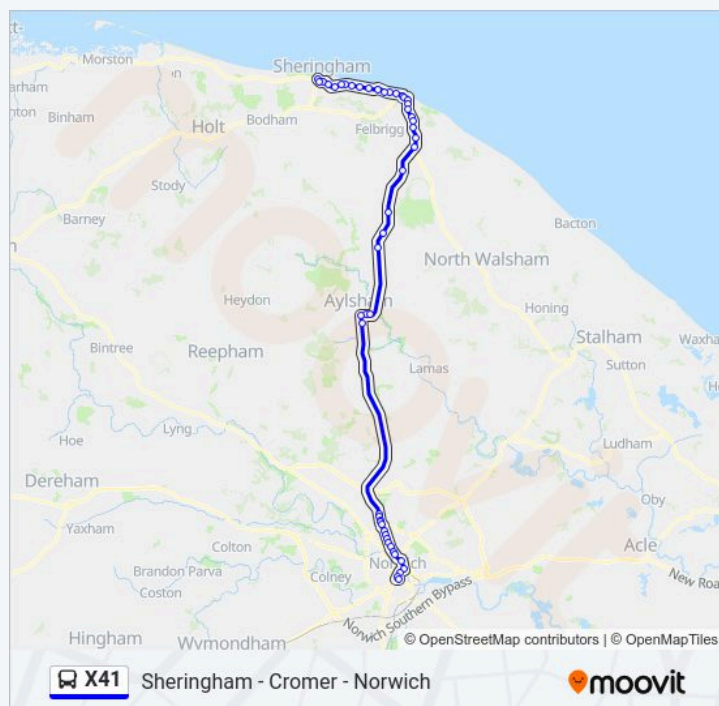 Sheringham
Morston
Holt
Bodham
Binham
Felbrigg
Stody
Barney
Bacton
North Walsham
Aylsham
Heydon
Honing
Stalham
Bintree
Reepham
Lamas
Sutton
Hoe
Lyng
Ludham
Dereham
Oby
Yaxham
Colton
Norwich
Acle
Brandon Parva
Colney
Coston
New Road
Norwich Southern Bypass
Hingham
Wymondham
© OpenStreetMap contributors | © OpenMapTiles
X41 Sheringham - Cromer - Norwich
moovit